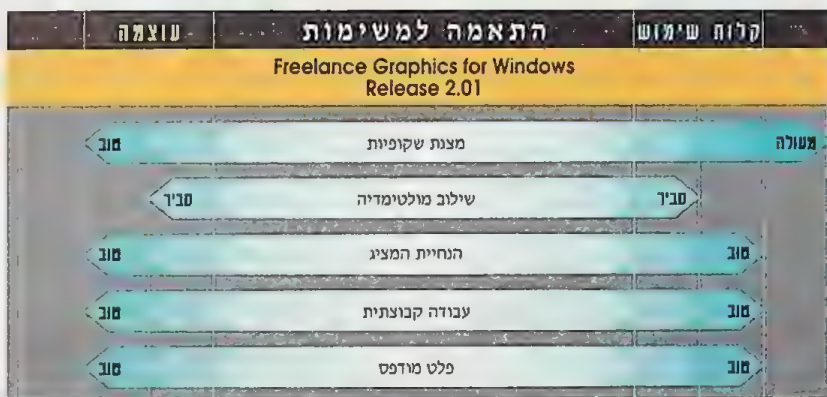 קלות שימוש התאמה למשימות עוצמה
Freelance Graphics for Windows
Release 2.01
מעולה מצגת שקופיות טוב
סביר שילוב מולטימדיה סביר
טוב הנחיית המציג טוב
טוב עבודה קבוצתית טוב
טוב פלט מודפס טוב